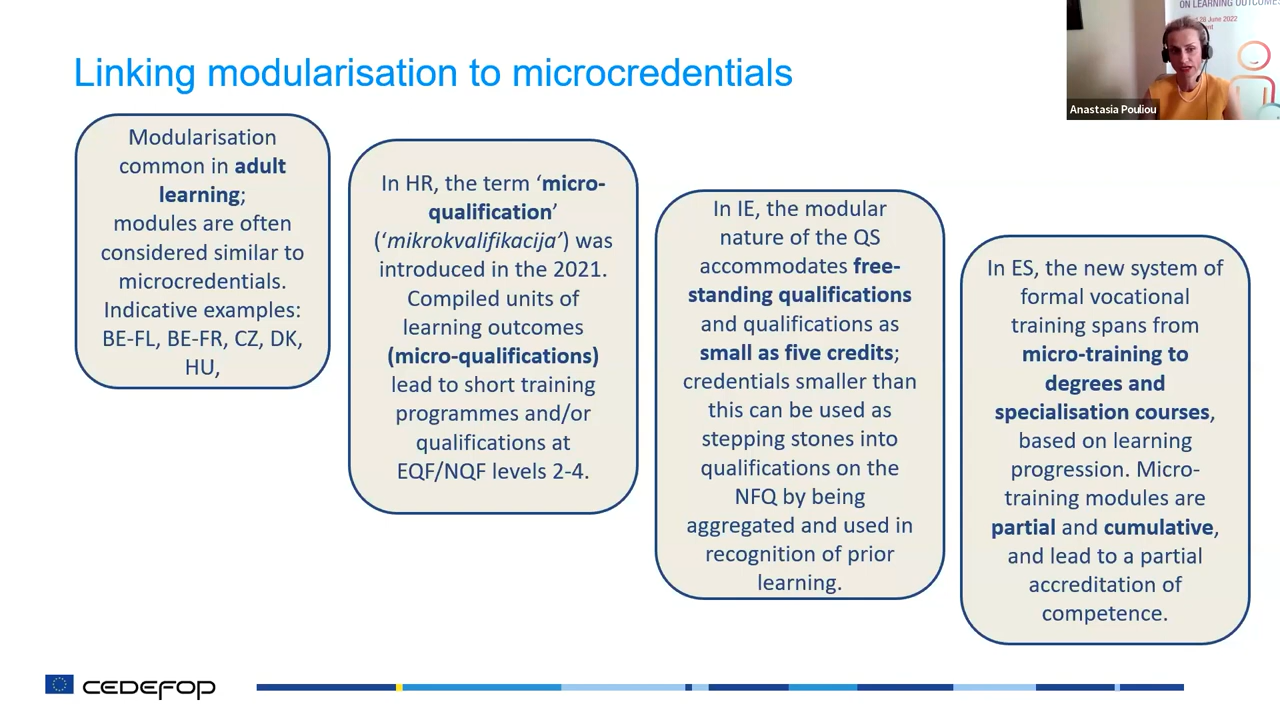 Linking modularisation to microcredentials
Modularisation
common in adult
learning;
modules are often
considered similar to
microcredentials.
Indicative examples:
BE-FL, BE-FR, CZ, DK,
HU,
In HR, the term ‘micro-
qualification’
(‘mikrokvalifikacija’) was
introduced in the 2021.
Compiled units of
learning outcomes
(micro-qualifications)
lead to short training
programmes and/or
qualifications at
EQF/NQF levels 2-4.
In IE, the modular
nature of the QS
accommodates free-
standing qualifications
and qualifications as
small as five credits;
credentials smaller than
this can be used as
stepping stones into
qualifications on the
NFQ by being
aggregated and used in
recognition of prior
learning.
In ES, the new system of
formal vocational
training spans from
micro-training to
degrees and
specialisation courses,
based on learning
progression. Micro-
training modules are
partial and cumulative,
and lead to a partial
accreditation of
competence.
ON LEARNING OUTCOMES
28 June 2022
Anastasia Pouliou
CEDEFOP